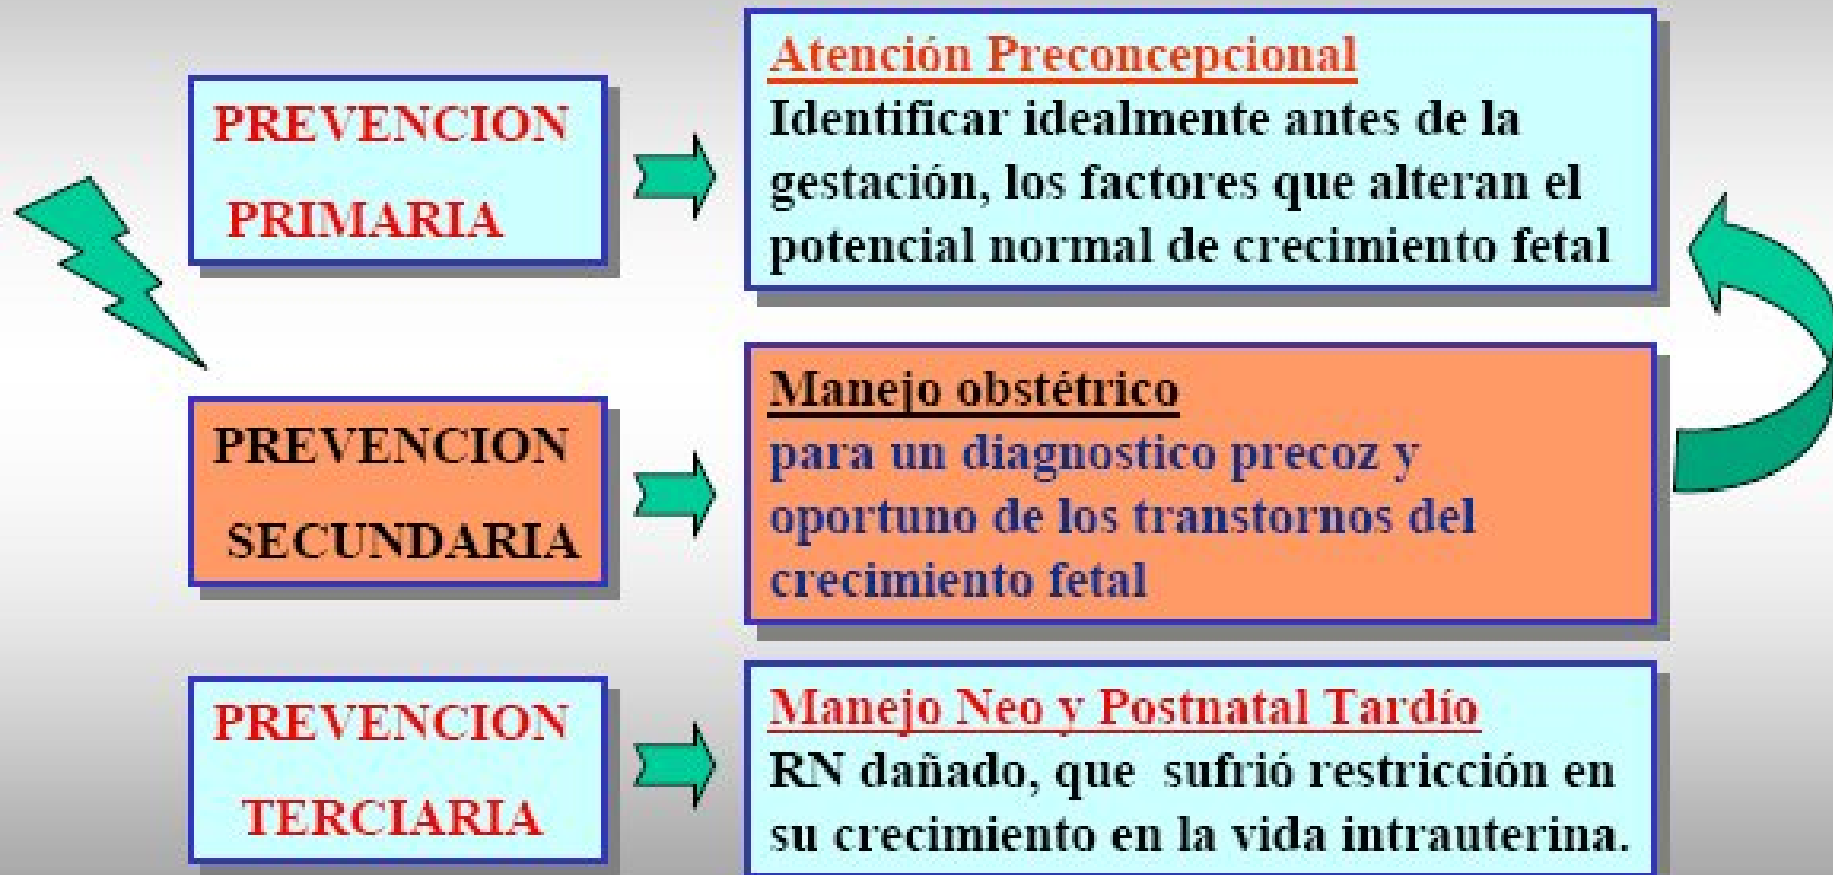 PREVENCION
PRIMARIA
Atención Preconcepcional
Identificar idealmente antes de la
gestación, los factores que alteran el
potencial normal de crecimiento fetal
PREVENCION
SECUNDARIA
Manejo obstétrico
para un diagnostico precoz y
oportuno de los transtornos del
crecimiento fetal
PREVENCION
TERCIARIA
Manejo Neo y Postnatal Tardío
RN dañado, que sufrió restricción en
su crecimiento en la vida intrauterina.